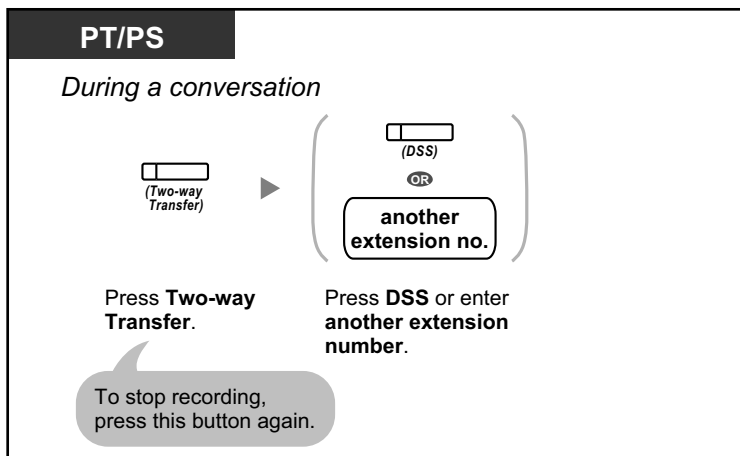 PT/PS
During a conversation
(Two-way
Transfer)
(DSS)
OR
another
extension no.
Press Two-way
Transfer.
Press DSS or enter
another extension
number.
To stop recording,
press this button again.